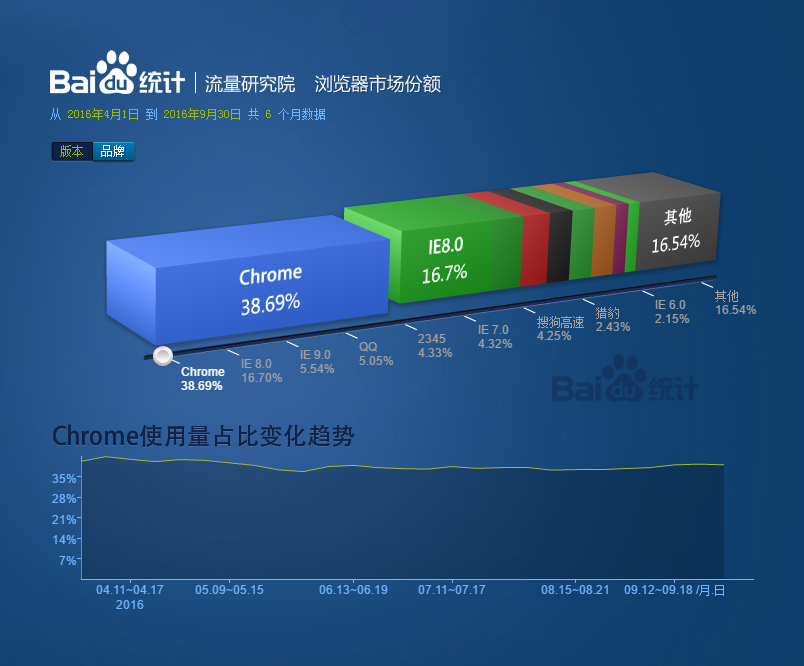 Bai du 统计 | 流量研究院 浏览器市场份额
从 2016年4月1日 到 2016年9月30日 共 6 个月数据
版本 品牌
Chrome
38.69%
IE8.0
16.7%
其他
16.54%
Chrome
38.69%
IE 8.0
16.70%
IE 9.0
5.54%
QQ
5.05%
2345
4.33%
IE 7.0
4.32%
搜狗高速
4.25%
猎豹
2.43%
IE 6.0
2.15%
其他
16.54%
Bai du 统计
Chrome使用量占比变化趋势
35%
28%
21%
14%
7%
04.11~04.17 05.09~05.15 06.13~06.19 07.11~07.17 08.15~08.21 09.12~09.18 /月.日
2016